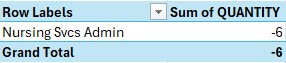 Row Labels Sum of QUANTITY
Nursing Svcs Admin -6
Grand Total -6